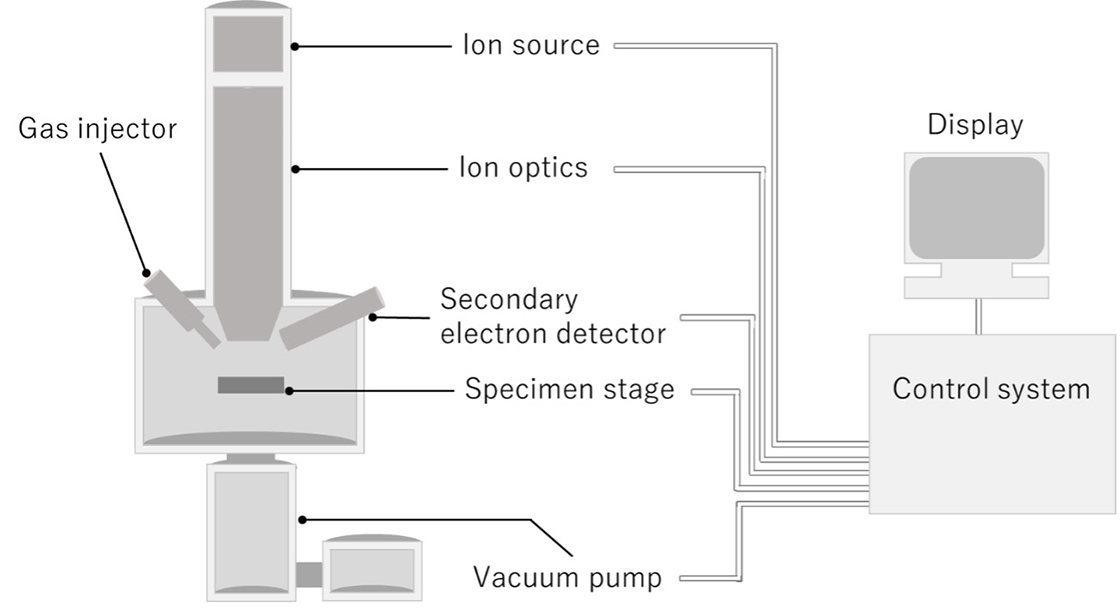 Ion source
Gas injector
Display
Ion optics
Secondary
electron detector
Specimen stage
Control system
Vacuum pump